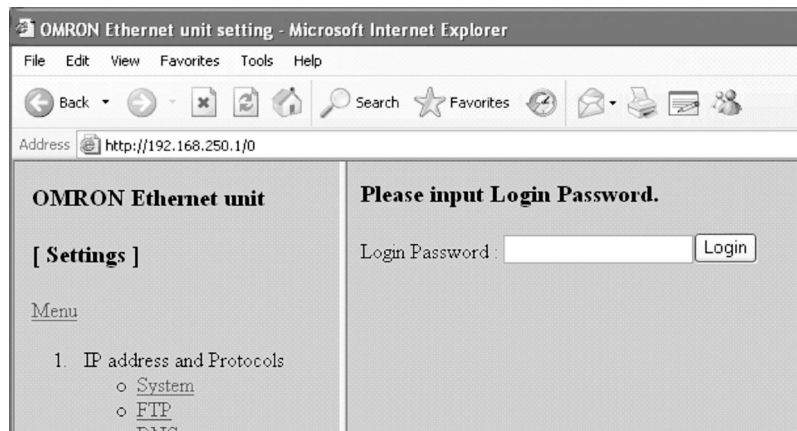 OMRON Ethernet unit setting - Microsoft Internet Explorer
File Edit View Favorites Tools Help
Back Search Favorites
Address http://192.168.250.1/0
OMRON Ethernet unit
[ Settings ]
Menu
1. IP address and Protocols
System
FTP
DNS
Please input Login Password.
Login Password : Login